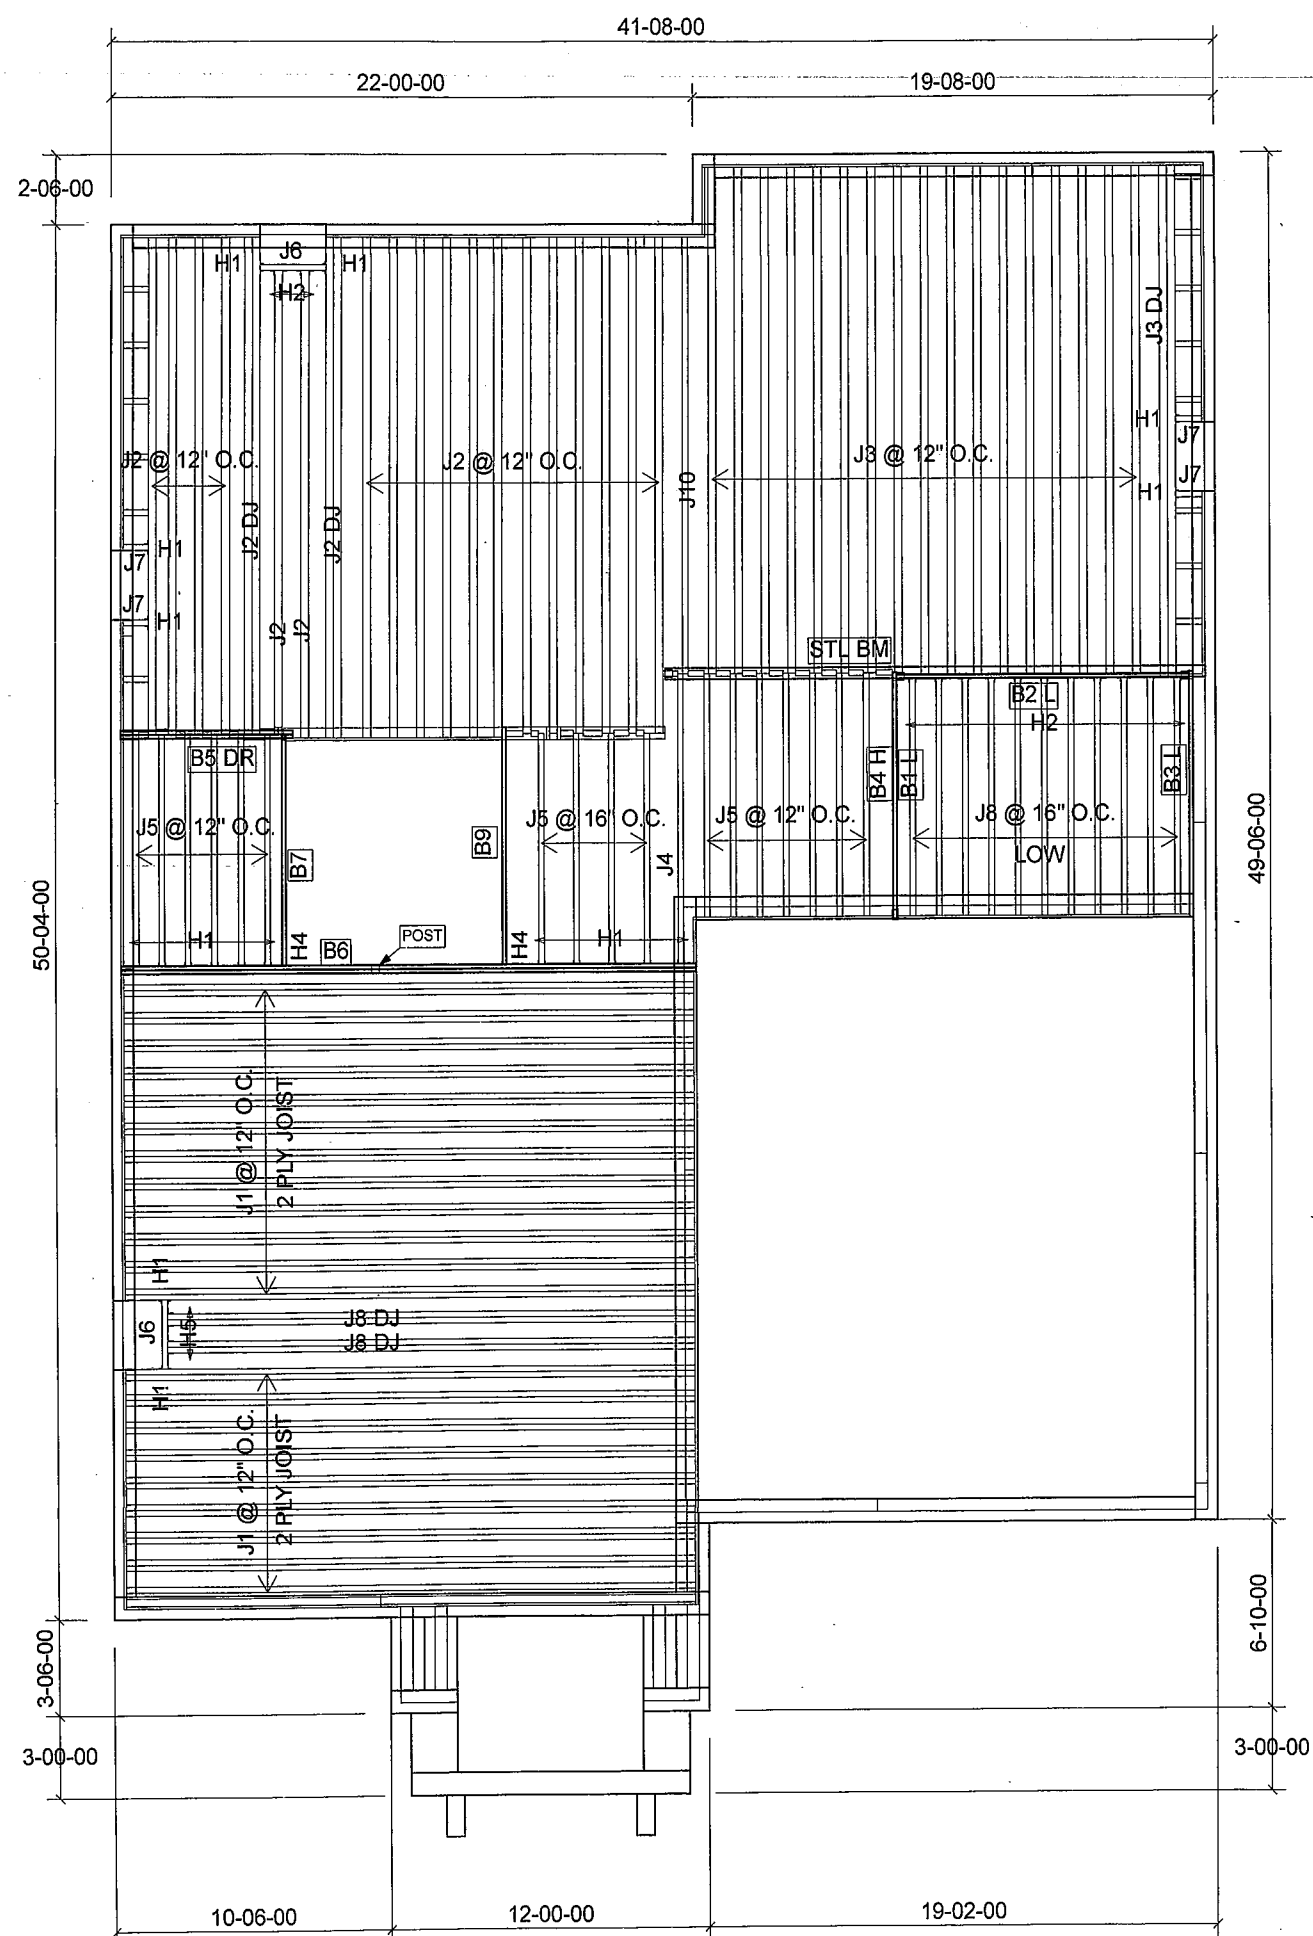 41-08-00
22-00-00
19-08-00
2-06-00
J6
H1
H1
H2
J3 DJ
H1
J7
J2 @ 12" O.C.
J2 @ 12" O.C.
J3 @ 12" O.C.
J7
H1
J10
J2 DJ
J2 DJ
H1
J7
J7
H1
J2
J2
STL BM
B2 L
H2
B5 DR
B4 H
B1 L
B3 L
J5 @ 12" O.C.
J5 @ 16" O.C.
J5 @ 12" O.C.
J8 @ 16" O.C.
LOW
B7
B9
J4
49-06-00
50-04-00
H1
H4
B6
POST
H4
H1
J1 @ 12" O.C.
2 PLY JOIST
H1
J6
H5
J8 DJ
J8 DJ
H1
J1 @ 12" O.C.
2 PLY JOIST
6-10-00
3-06-00
3-00-00
3-00-00
10-06-00
12-00-00
19-02-00